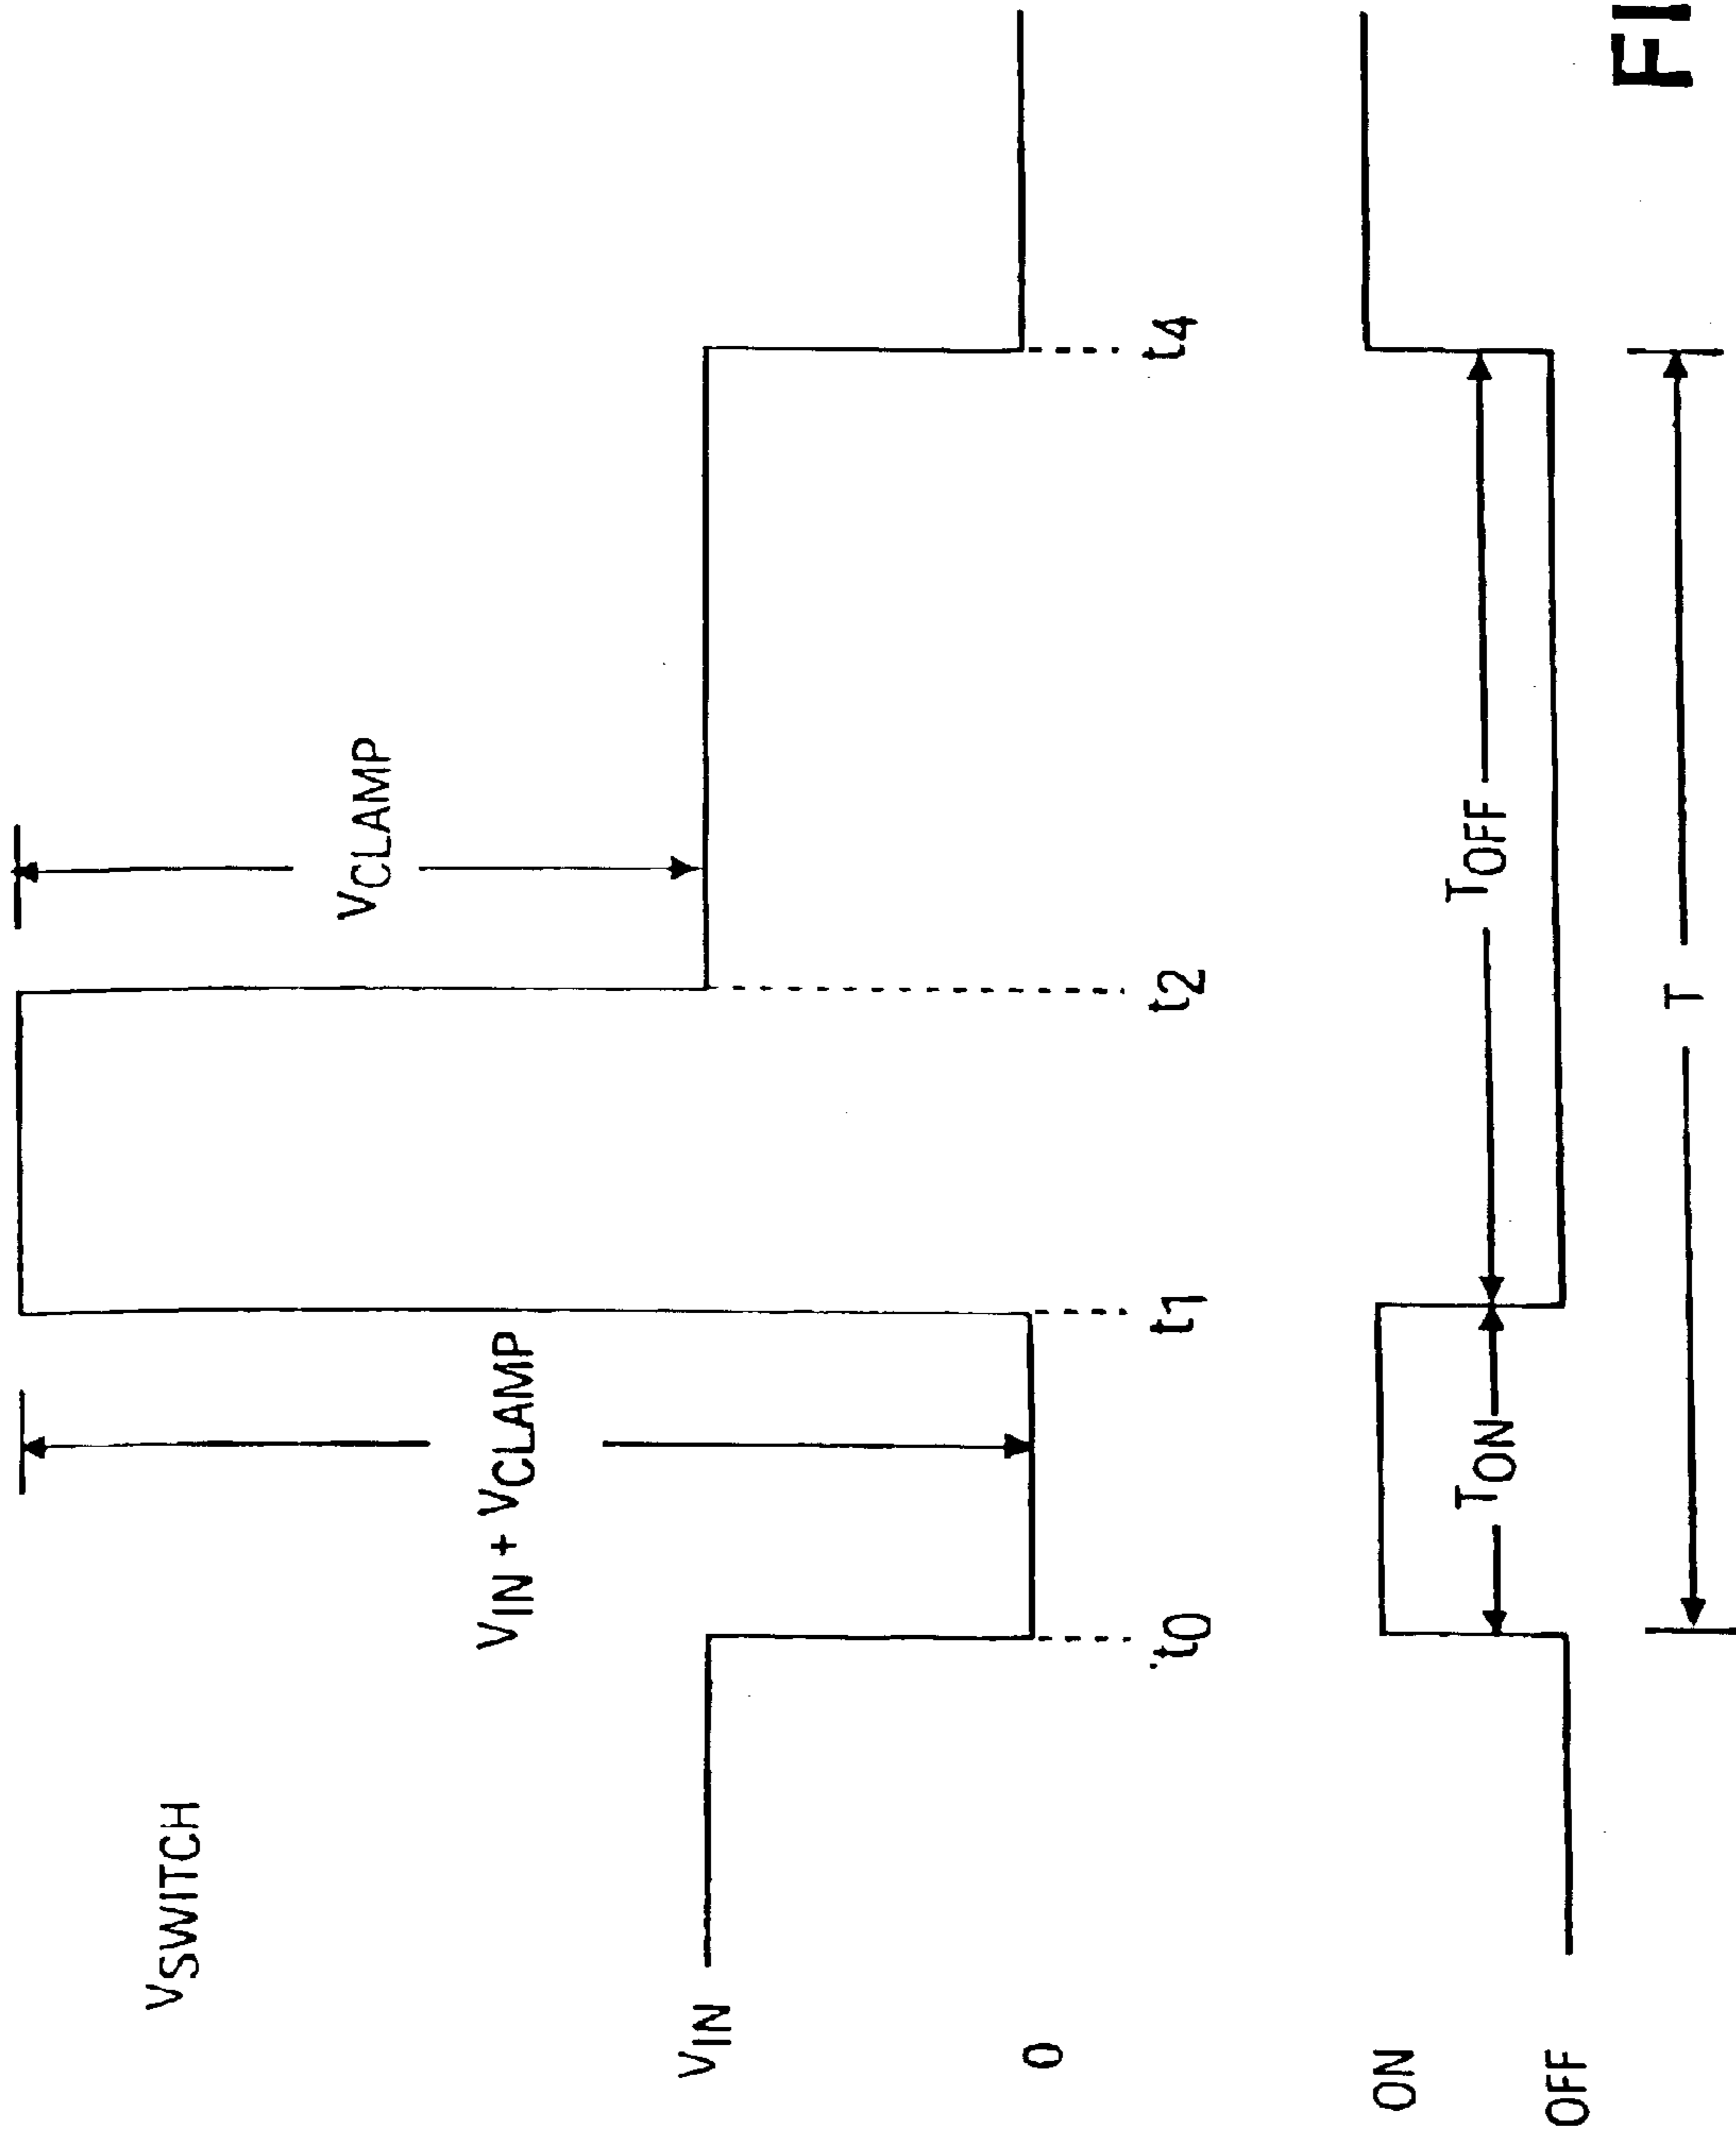 VSWITCH
VCLAMP
VIN + VCLAMP
VIN
0
t0 t1 t2 t4
ON
TON TOFF
OFF
T
FI